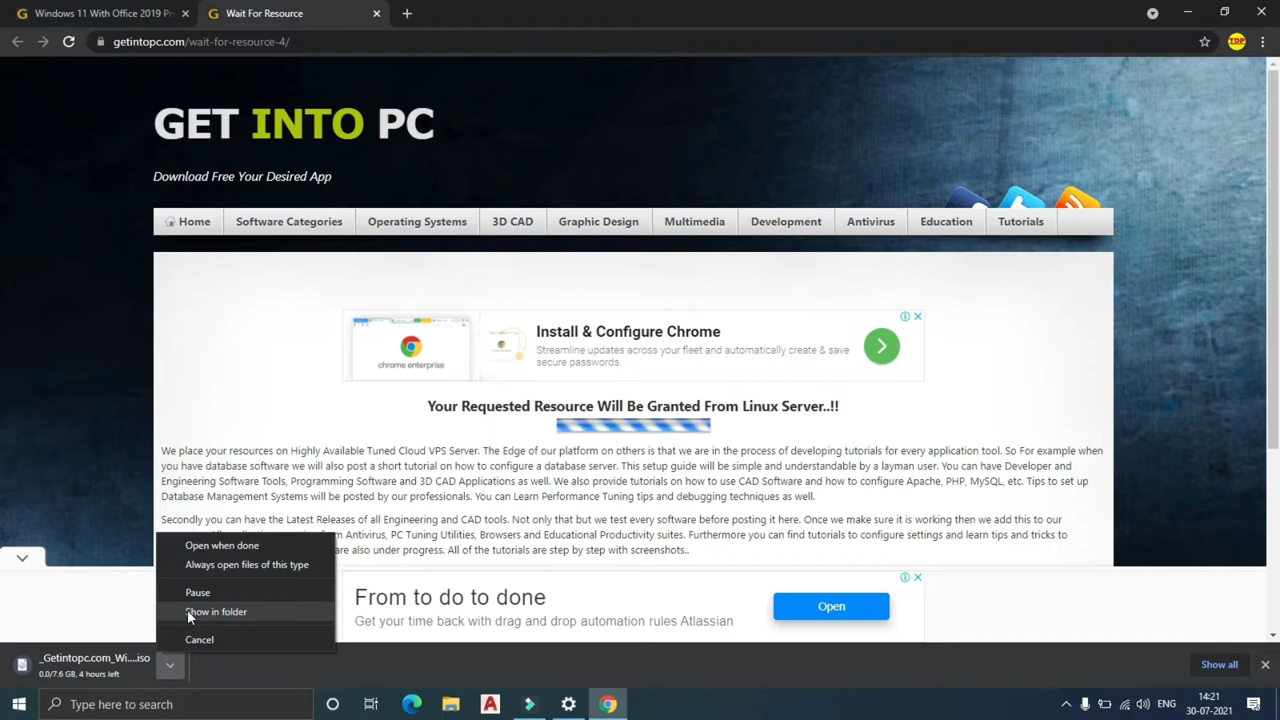 Windows 11 With Office 2019 Pr
Wait For Resource
getintopc.com/wait-for-resource-4/
GET INTO PC
Download Free Your Desired App
Home
Software Categories
Operating Systems
3D CAD
Graphic Design
Multimedia
Development
Antivirus
Education
Tutorials
chrome enterprise
Install & Configure Chrome
Streamline updates across your fleet and automatically create & save
secure passwords.
Your Requested Resource Will Be Granted From Linux Server..!!
We place your resources on Highly Available Tuned Cloud VPS Server. The Edge of our platform on others is that we are in the process of developing tutorials for every application tool. So For example when
you have database software we will also post a short tutorial on how to configure a database server. This setup guide will be simple and understandable by a layman user. You can have Developer and
Engineering Software Tools, Programming Software and 3D CAD Applications as well. We also provide tutorials on how to use CAD Software and how to configure Apache, PHP, MySQL, etc. Tips to set up
Database Management Systems will be posted by our professionals. You can Learn Performance Tuning tips and debugging techniques as well.
Secondly you can have the Latest Releases of all Engineering and CAD tools. Not only that but we test every software before posting it here. Once we make sure it is working then we add this to our
from Antivirus, PC Tuning Utilities, Browsers and Educational Productivity suites. Furthermore you can find tutorials to configure settings and learn tips and tricks to
are also under progress. All of the tutorials are step by step with screenshots..
Open when done
Always open files of this type
Pause
Show in folder
Cancel
From to do to done
Get your time back with drag and drop automation rules Atlassian
Open
_Getintopc.com_Wi....iso
0.0/7.6 GB, 4 hours left
Show all
Type here to search
ENG
14:21
30-07-2021